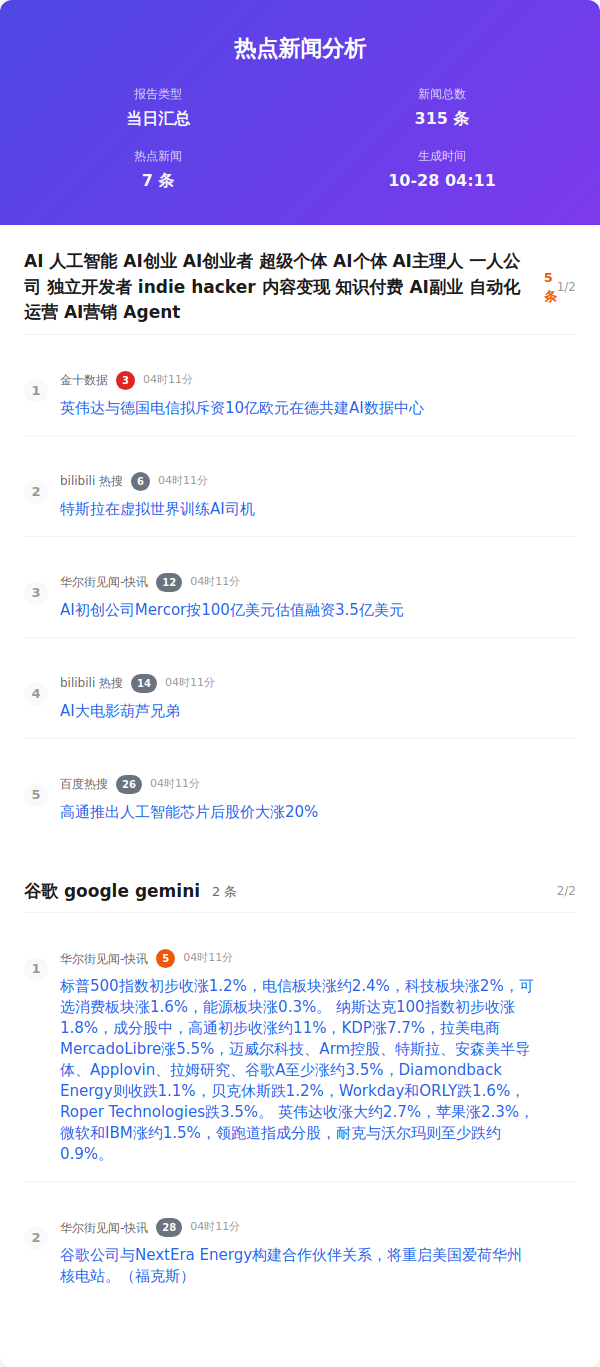 热点新闻分析
报告类型
当日汇总
新闻总数
315 条
热点新闻
7 条
生成时间
10-28 04:11
AI 人工智能 AI创业 AI创业者 超级个体 AI个体 AI主理人 一人公
司 独立开发者 indie hacker 内容变现 知识付费 AI副业 自动化
运营 AI营销 Agent
5
条
1/2
1
金十数据 3 04时11分
英伟达与德国电信拟斥资10亿欧元在德共建AI数据中心
2
bilibili 热搜 6 04时11分
特斯拉在虚拟世界训练AI司机
3
华尔街见闻-快讯 12 04时11分
AI初创公司Mercor按100亿美元估值融资3.5亿美元
4
bilibili 热搜 14 04时11分
AI大电影葫芦兄弟
5
百度热搜 26 04时11分
高通推出人工智能芯片后股价大涨20%
谷歌 google gemini 2 条 2/2
1
华尔街见闻-快讯 5 04时11分
标普500指数初步收涨1.2%，电信板块涨约2.4%，科技板块涨2%，可
选消费板块涨1.6%，能源板块涨0.3%。 纳斯达克100指数初步收涨
1.8%，成分股中，高通初步收涨约11%，KDP涨7.7%，拉美电商
MercadoLibre涨5.5%，迈威尔科技、Arm控股、特斯拉、安森美半导
体、Applovin、拉姆研究、谷歌A至少涨约3.5%，Diamondback
Energy则收跌1.1%，贝克休斯跌1.2%，Workday和ORLY跌1.6%，
Roper Technologies跌3.5%。 英伟达收涨大约2.7%，苹果涨2.3%，
微软和IBM涨约1.5%，领跑道指成分股，耐克与沃尔玛则至少跌约
0.9%。
2
华尔街见闻-快讯 28 04时11分
谷歌公司与NextEra Energy构建合作伙伴关系，将重启美国爱荷华州
核电站。（福克斯）